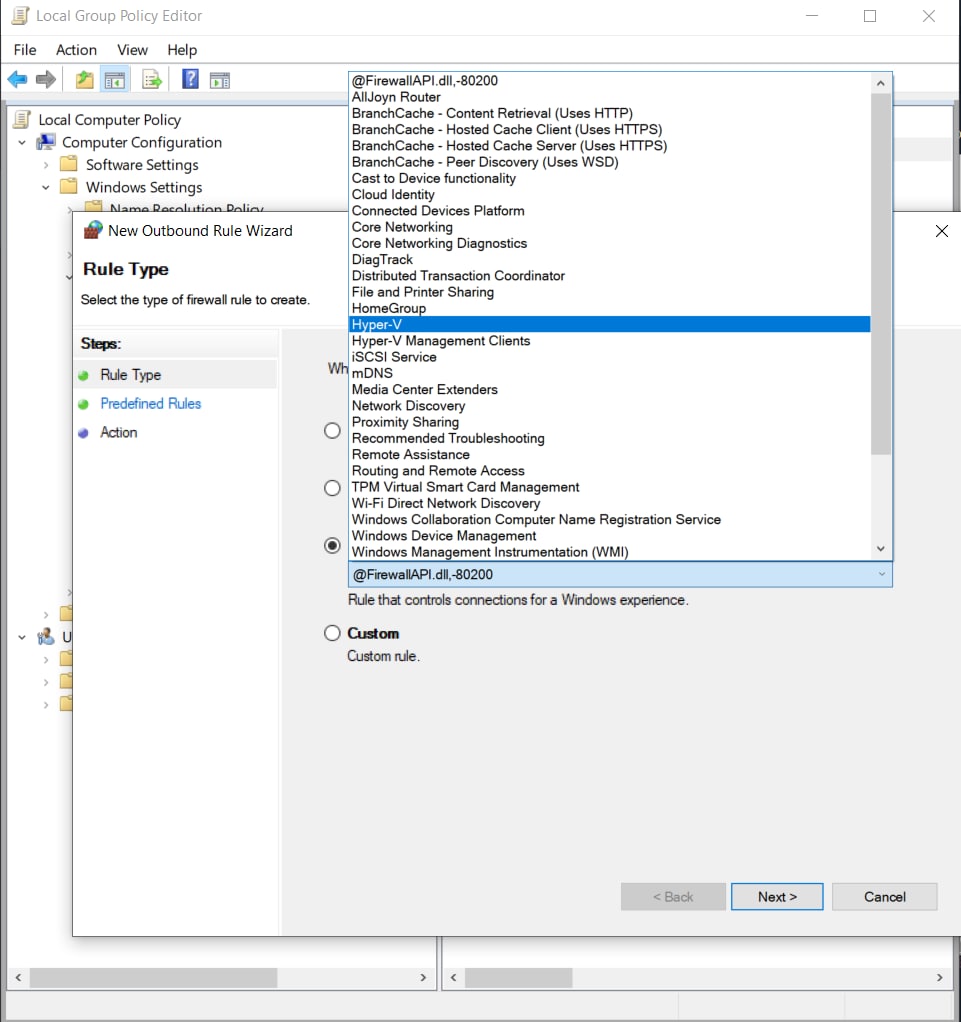 Local Group Policy Editor
File Action View Help
Local Computer Policy
Computer Configuration
Software Settings
Windows Settings
Name Resolution Policy
@FirewallAPI.dll,-80200
AllJoyn Router
BranchCache - Content Retrieval (Uses HTTP)
BranchCache - Hosted Cache Client (Uses HTTPS)
BranchCache - Hosted Cache Server (Uses HTTPS)
BranchCache - Peer Discovery (Uses WSD)
Cast to Device functionality
Cloud Identity
Connected Devices Platform
Core Networking
Core Networking Diagnostics
DiagTrack
Distributed Transaction Coordinator
File and Printer Sharing
HomeGroup
Hyper-V
Hyper-V Management Clients
iSCSI Service
mDNS
Media Center Extenders
Network Discovery
Proximity Sharing
Recommended Troubleshooting
Remote Assistance
Routing and Remote Access
TPM Virtual Smart Card Management
Wi-Fi Direct Network Discovery
Windows Collaboration Computer Name Registration Service
Windows Device Management
Windows Management Instrumentation (WMI)
@FirewallAPI.dll,-80200
Rule that controls connections for a Windows experience.
Custom
Custom rule.
New Outbound Rule Wizard
Rule Type
Select the type of firewall rule to create.
Steps:
Rule Type
Predefined Rules
Action
Wh
U
< Back
Next >
Cancel